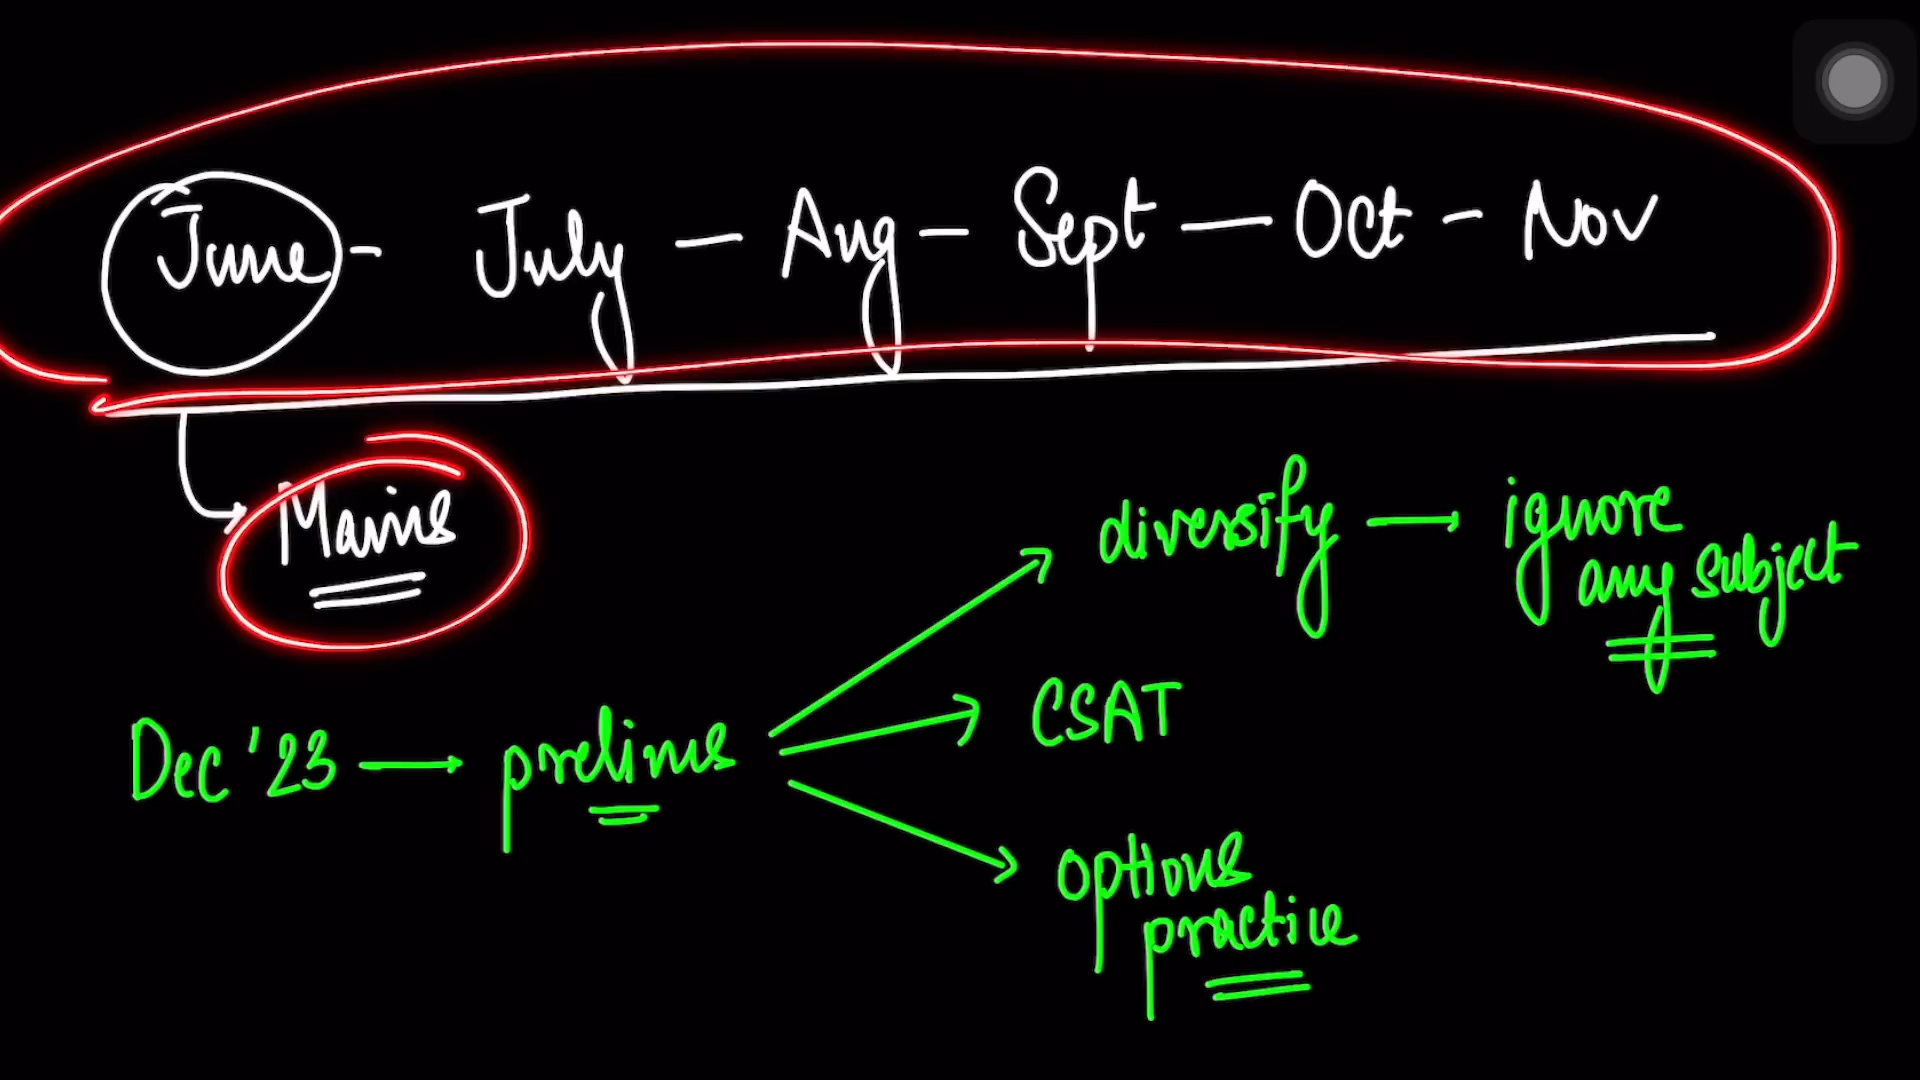 June - July - Aug - Sept - Oct - Nov
Mains
diversify → ignore
any subject
CSAT
Dec '23 → prelims
options
practice